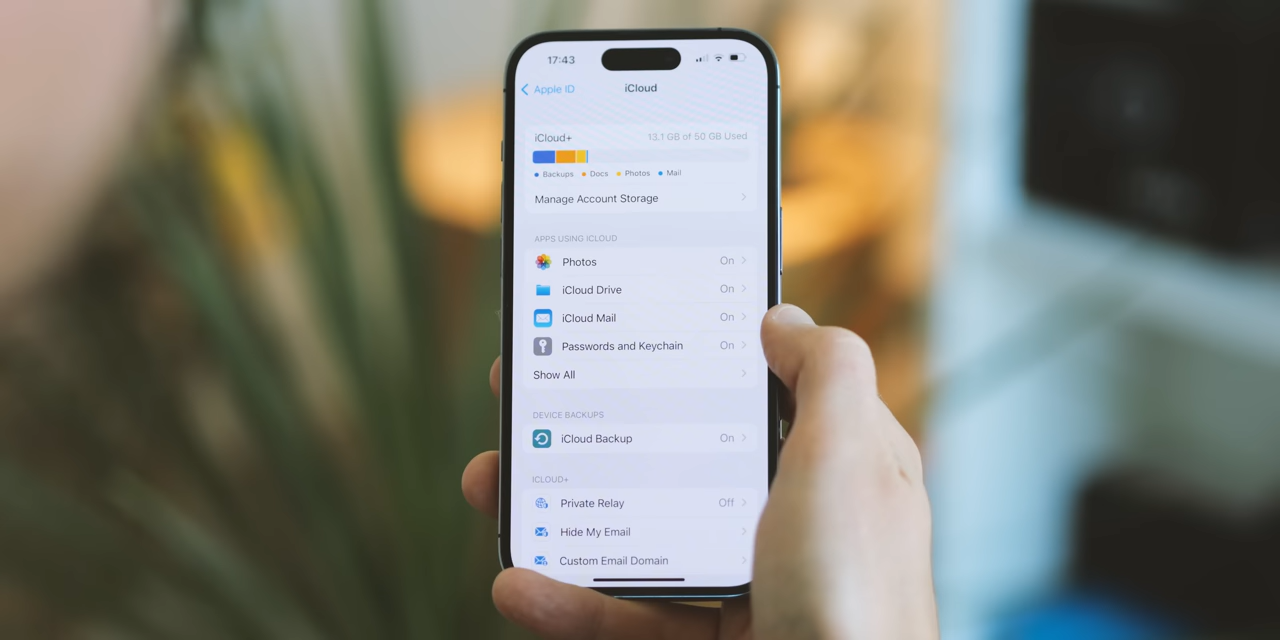 17:43
Apple ID iCloud
iCloud+ 13.1 GB of 50 GB Used
Backups Docs Photos Mail
Manage Account Storage
APPS USING ICLOUD
Photos On
iCloud Drive On
iCloud Mail On
Passwords and Keychain On
Show All
DEVICE BACKUPS
iCloud Backup On
ICLOUD+
Private Relay Off
Hide My Email
Custom Email Domain